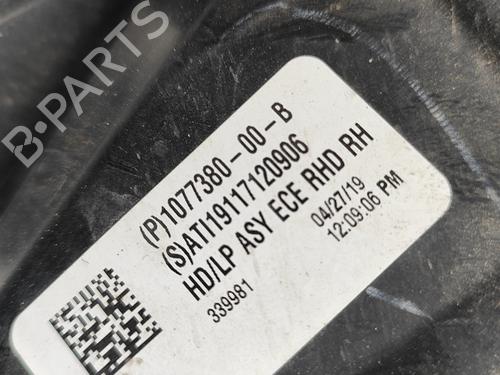 B-PARTS
(P)1077380-00-B
(S)ATI19117120906
HD/LP ASY ECE RHD RH
339981
04/27/19
12:09:06 PM